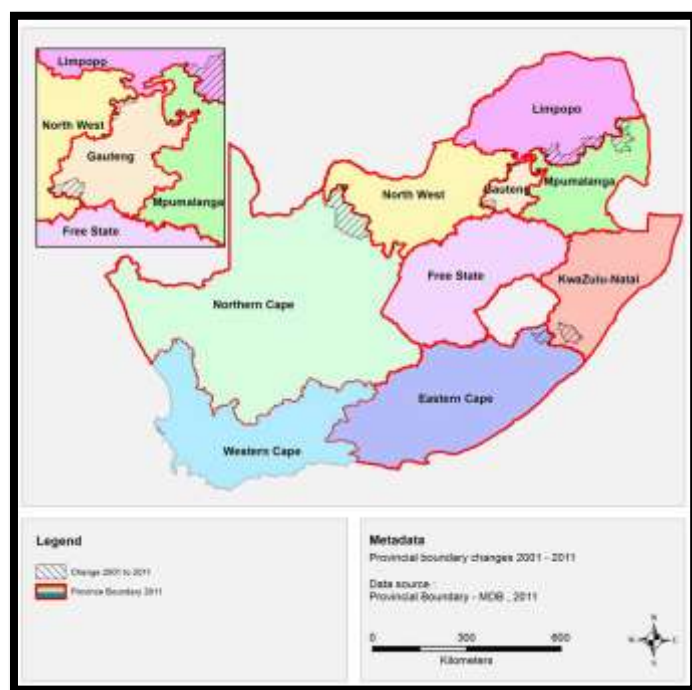 Limpopo
North West
Gauteng
Mpumalanga
Free State
Limpopo
North West
Gauteng
Mpumalanga
Free State
KwaZulu-Natal
Northern Cape
Eastern Cape
Western Cape
Legend
Change 2001 to 2011
Province Boundary 2011
Metadata
Provincial boundary changes 2001 - 2011
Data source :
Provincial Boundary - MDB , 2011
0 300 600
Kilometers
N
W E
S